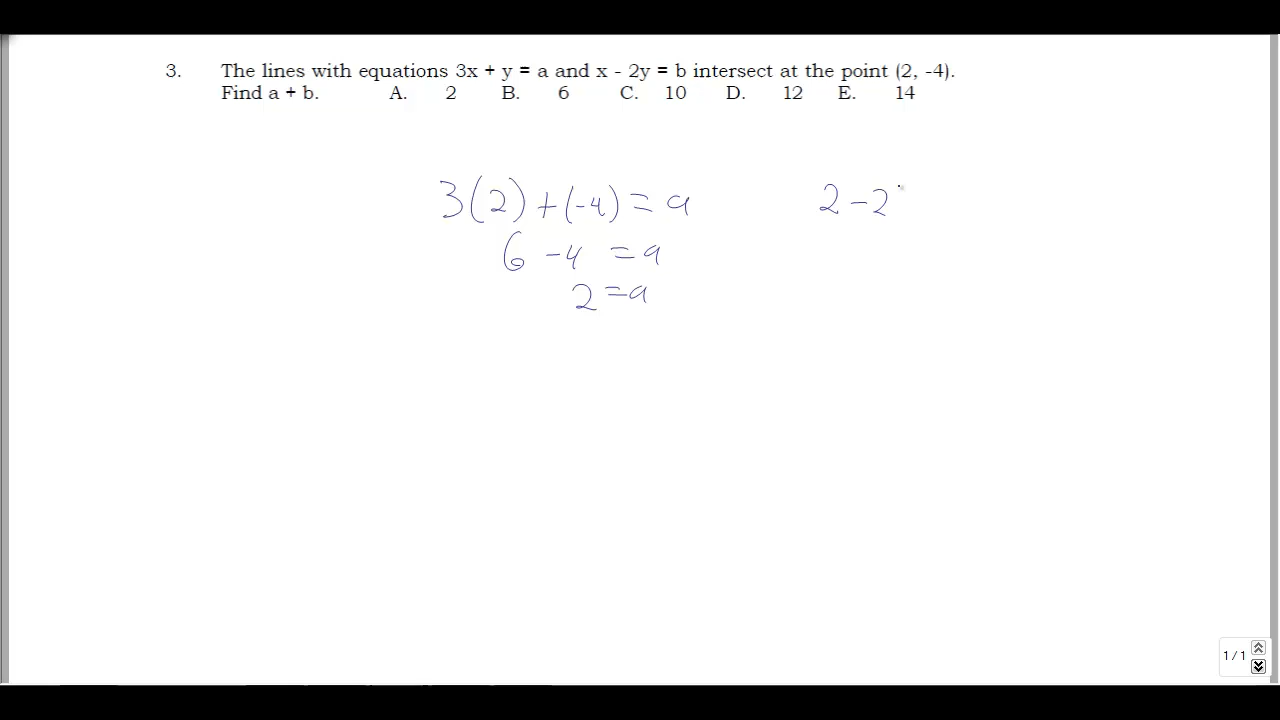 3. The lines with equations 3x + y = a and x - 2y = b intersect at the point (2, -4).
Find a + b. A. 2 B. 6 C. 10 D. 12 E. 14
3(2) + (-4) = a 2 - 2
6 - 4 = a
2 = a
1 / 1